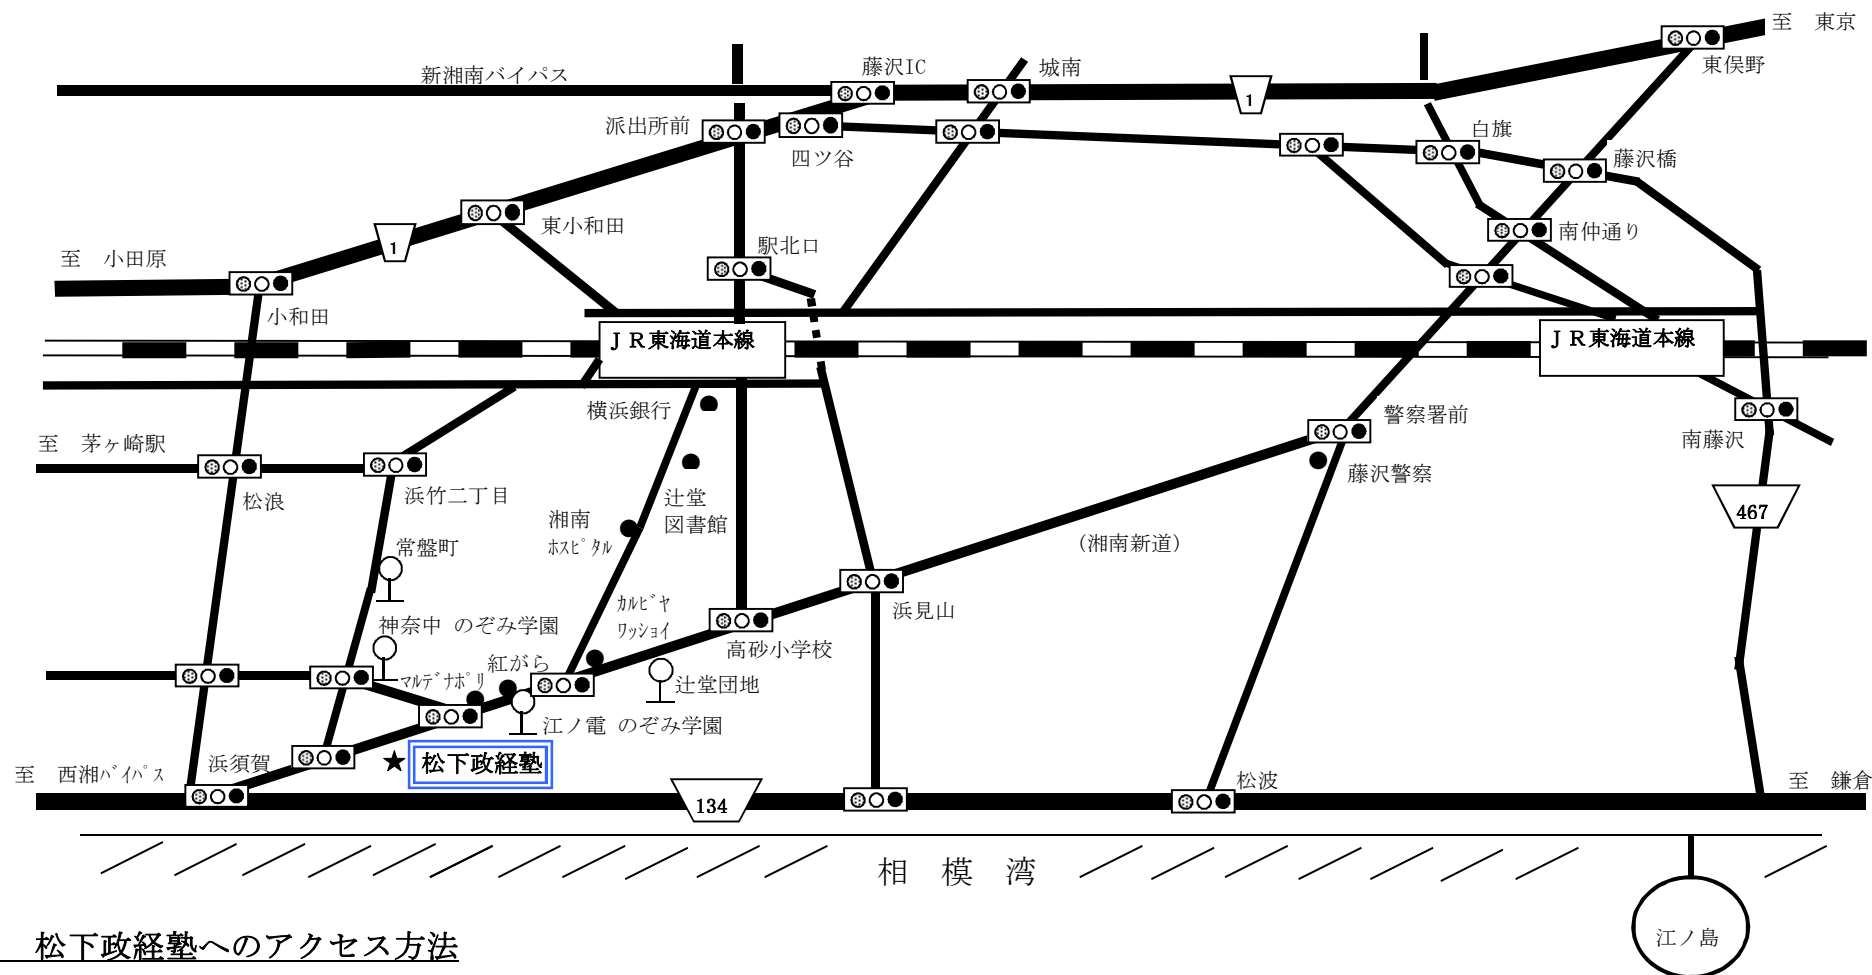 至　東京
東俣野
新湘南バイパス
藤沢IC
城南
1
派出所前
四ツ谷
白旗
藤沢橋
東小和田
1
駅北口
南仲通り
至　小田原
小和田
ＪＲ東海道本線
ＪＲ東海道本線
横浜銀行
警察署前
至　茅ヶ崎駅
南藤沢
松浪
浜竹二丁目
辻堂
図書館
藤沢警察
湘南
ﾎｽﾋﾟﾀﾙ
467
常盤町
(湘南新道)
ｶﾙﾋﾞﾔ
ﾜｯｼｮｲ
浜見山
神奈中 のぞみ学園
高砂小学校
紅がら
ﾏﾙﾃﾞﾅﾎﾟﾘ
辻堂団地
江ノ電 のぞみ学園
浜須賀
★ 松下政経塾
至　西湘ﾊﾞｲﾊﾟｽ
134
松波
至　鎌倉
相　模　湾
江ノ島
松下政経塾へのアクセス方法